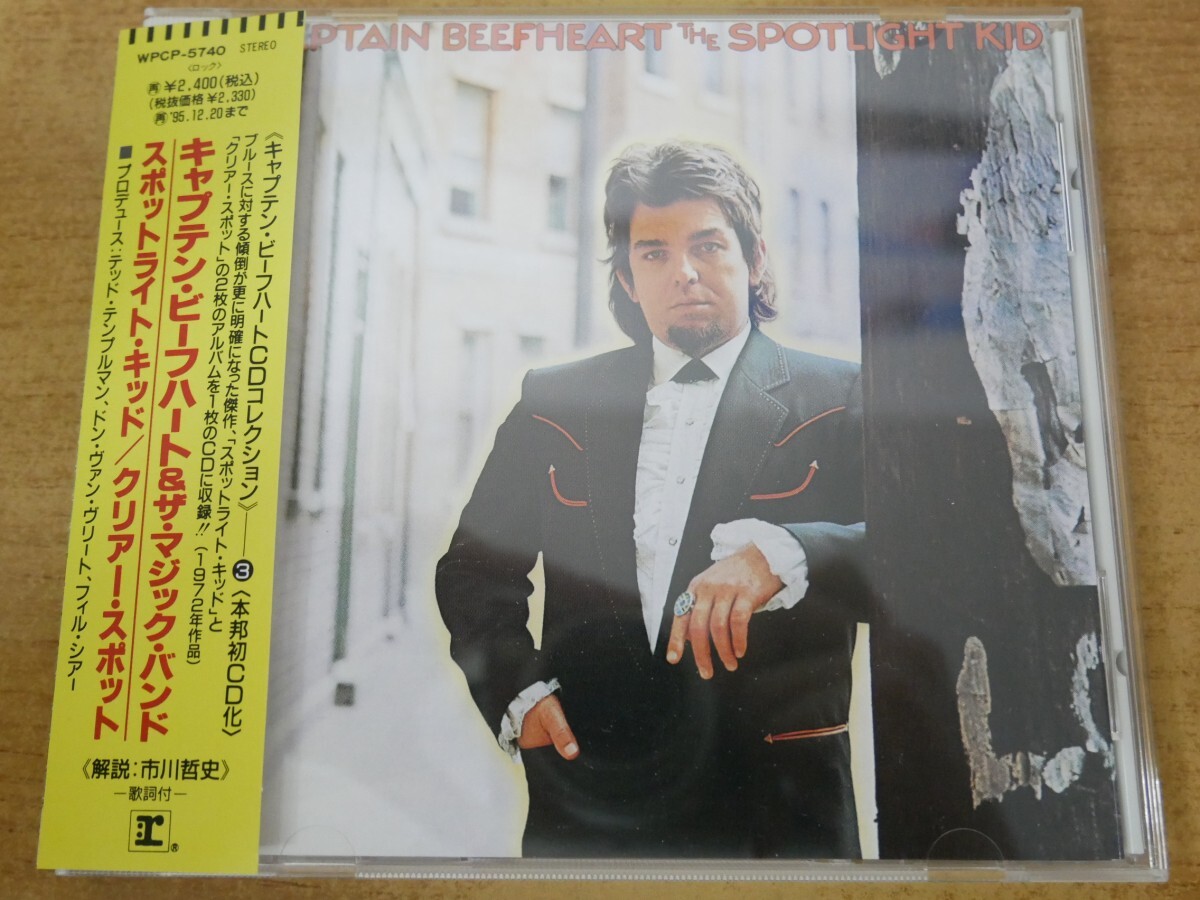 PTAIN BEEFHEART THE SPOTLIGHT KID
WPCP-5740 STEREO
〈ロック〉
再¥2,400(税込)
(税抜価格¥2,330)
再'95.12.20まで
《キャプテン・ビーフハートCDコレクション》──3〈本邦初CD化〉
ブルースに対する傾倒が更に明確になった傑作、「スポットライト・キッド」と
「クリアー・スポット」の2枚のアルバムを1枚のCDに収録!!(1972年作品)
キャプテン・ビーフハート&ザ・マジック・バンド
スポットライト・キッド/クリアー・スポット
■プロデュース:テッド・テンプルマン、ドン・ヴァン・ヴリート、フィル・シアー
《解説:市川哲史》
—歌詞付—
r®